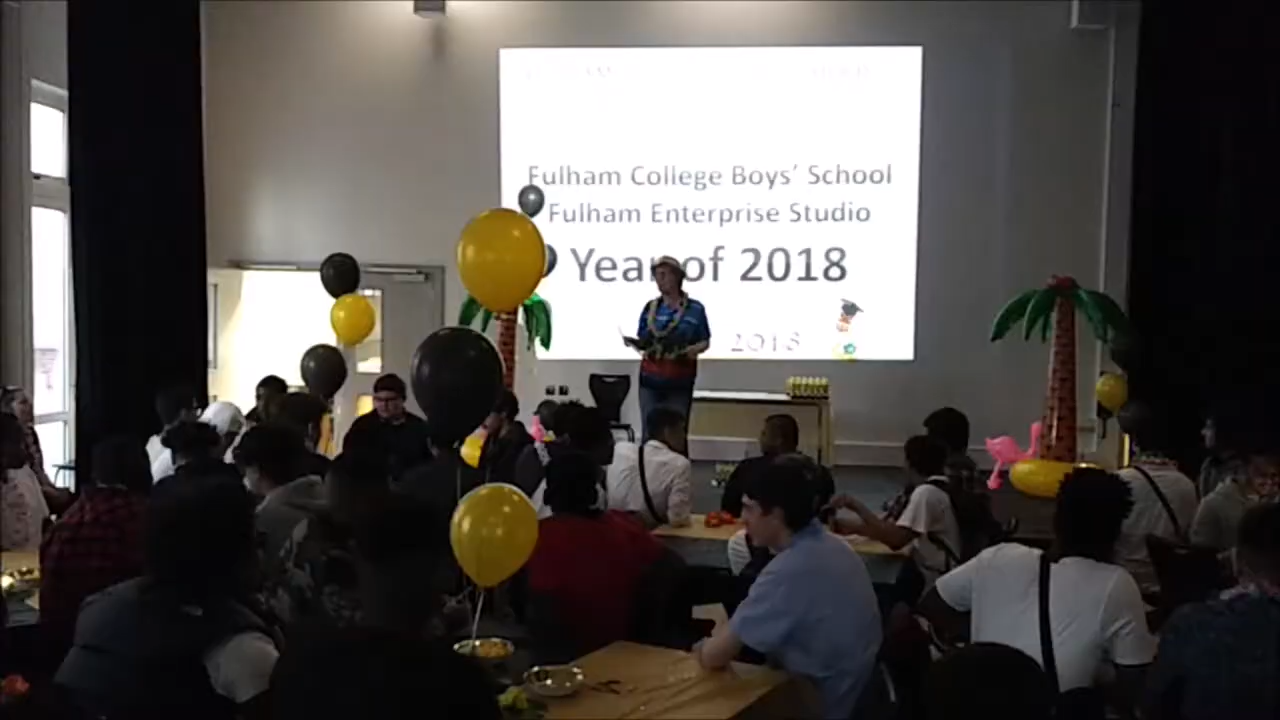 Fulham College Boys' School
Fulham Enterprise Studio
Year of 2018
2018